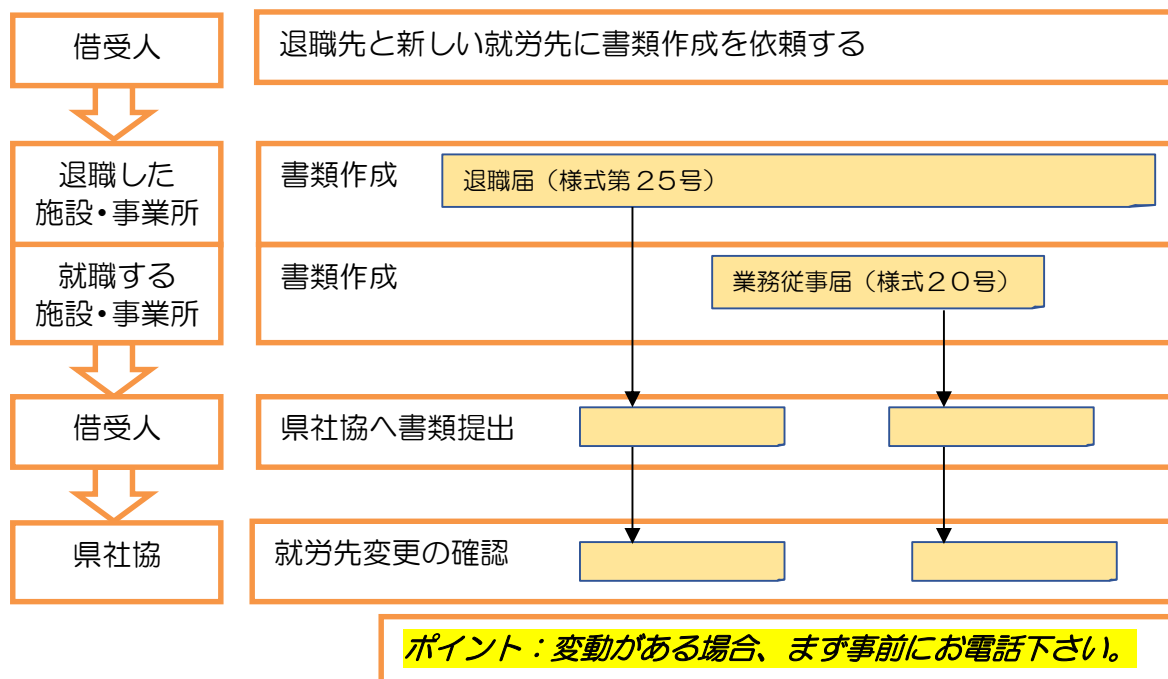 借受人
退職先と新しい就労先に書類作成を依頼する
退職した
施設・事業所
書類作成
退職届（様式第２５号）
就職する
施設・事業所
書類作成
業務従事届（様式２０号）
借受人
県社協へ書類提出
県社協
就労先変更の確認
ポイント：変動がある場合、まず事前にお電話下さい。